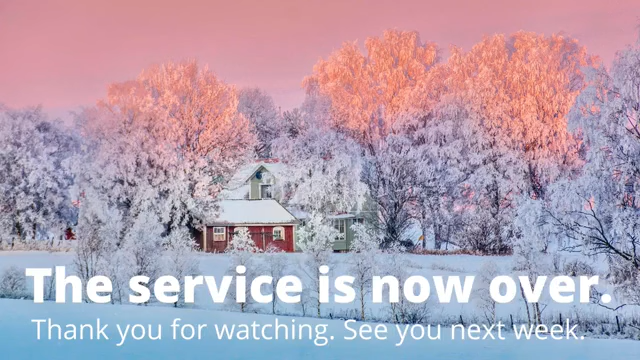 The service is now over.
Thank you for watching. See you next week.